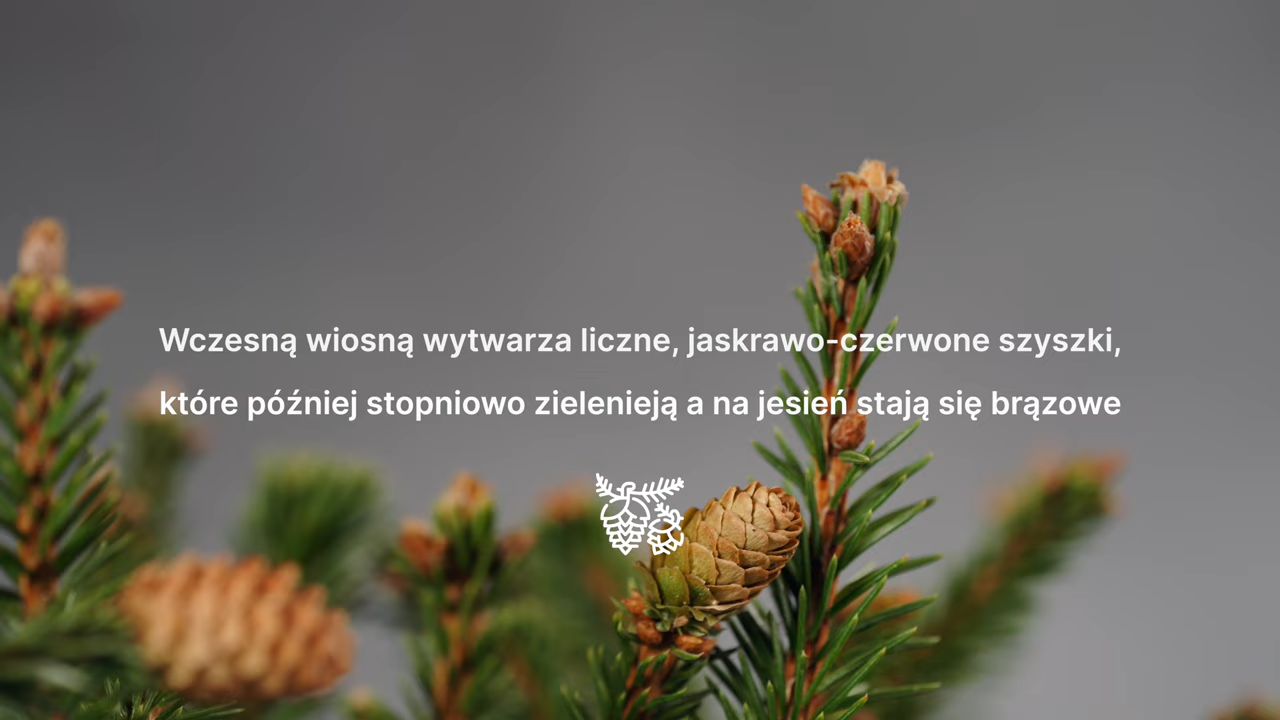 Wczesną wiosną wytwarza liczne, jaskrawo-czerwone szyszki,
które później stopniowo zielenieją a na jesień stają się brązowe